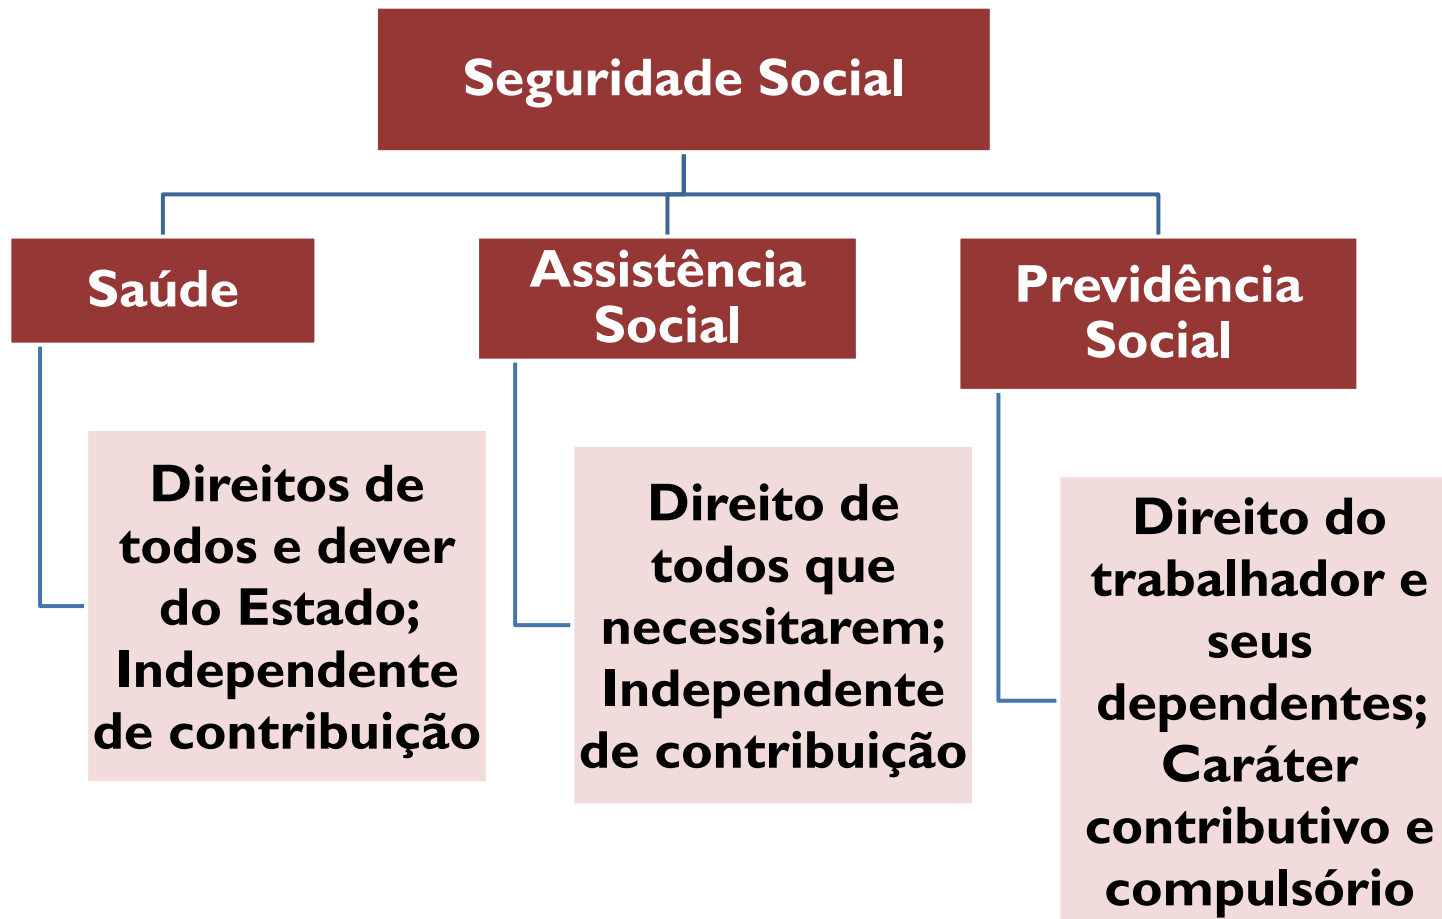 Seguridade Social
Saúde
Assistência
Social
Previdência
Social
Direitos de
todos e dever
do Estado;
Independente
de contribuição
Direito de
todos que
necessitarem;
Independente
de contribuição
Direito do
trabalhador e
seus
dependentes;
Caráter
contributivo e
compulsório